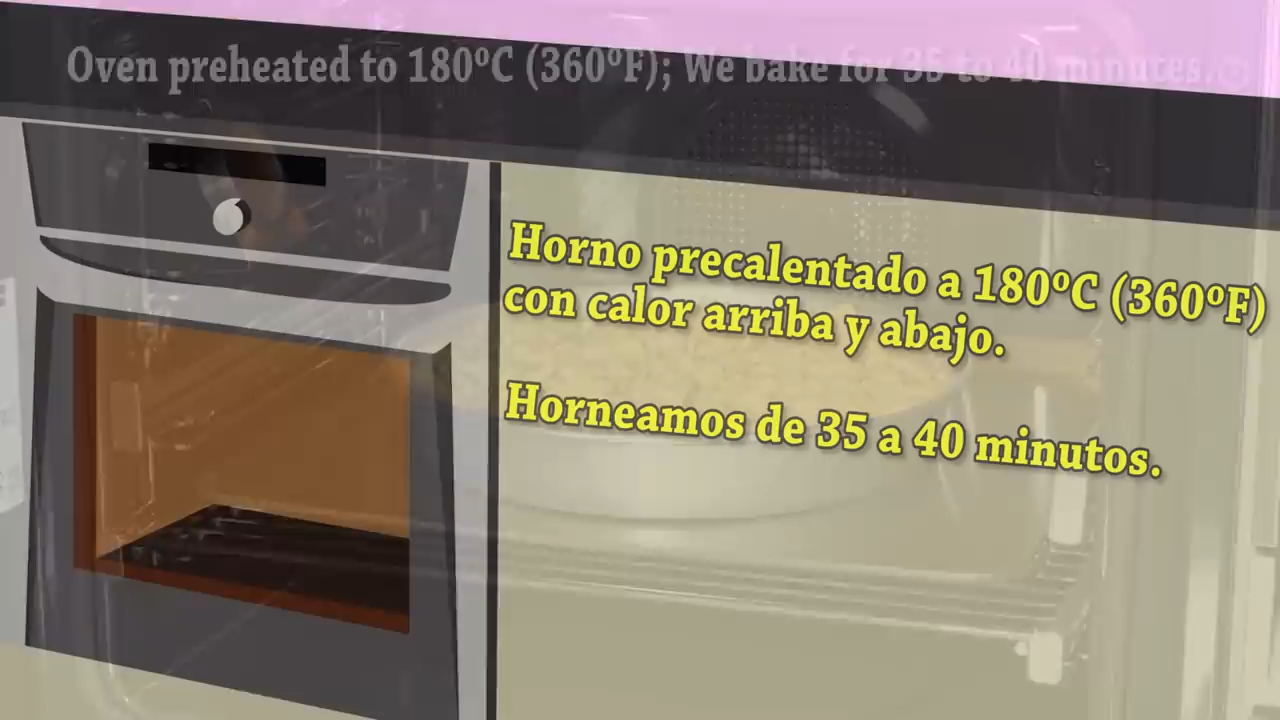 Oven preheated to 180ºC (360ºF); We bake for 35 to 40 minutes.
Horno precalentado a 180ºC (360ºF)
con calor arriba y abajo.
Horneamos de 35 a 40 minutos.